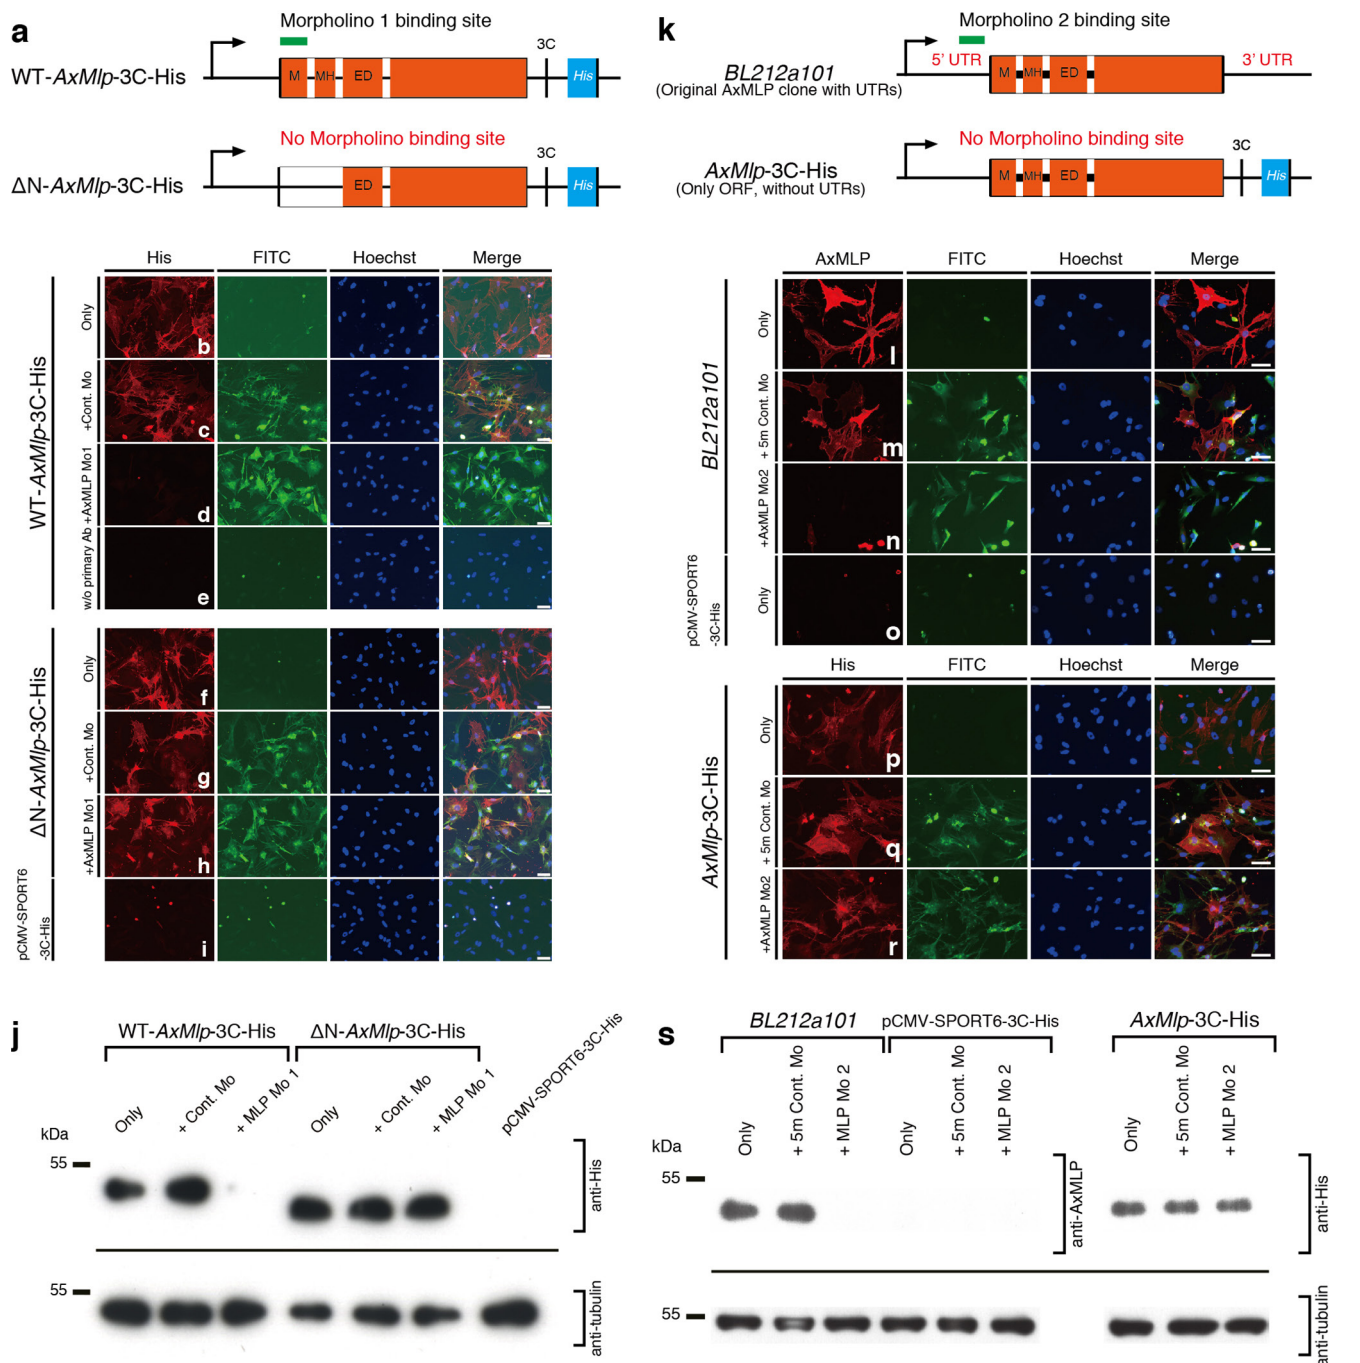 a
Morpholino 1 binding site
WT-AxMlp-3C-His
M
MH
ED
3C
His
No Morpholino binding site
ΔN-AxMlp-3C-His
ED
3C
His
His
FITC
Hoechst
Merge
WT-AxMlp-3C-His
Only
b
+Cont. Mo
c
+AxMLP Mo1
d
w/o primary Ab
e
ΔN-AxMlp-3C-His
Only
f
+Cont. Mo
g
+AxMLP Mo1
h
pCMV-SPORT6
-3C-His
i
j
WT-AxMlp-3C-His
ΔN-AxMlp-3C-His
pCMV-SPORT6-3C-His
Only
+ Cont. Mo
+ MLP Mo 1
Only
+ Cont. Mo
+ MLP Mo 1
kDa
55
anti-His
55
anti-tubulin
k
Morpholino 2 binding site
BL212a101
(Original AxMLP clone with UTRs)
5' UTR
M
MH
ED
3' UTR
No Morpholino binding site
AxMlp-3C-His
(Only ORF, without UTRs)
M
MH
ED
3C
His
AxMLP
FITC
Hoechst
Merge
BL212a101
Only
l
+ 5m Cont. Mo
m
+AxMLP Mo2
n
pCMV-SPORT6
-3C-His
Only
o
His
FITC
Hoechst
Merge
AxMlp-3C-His
Only
p
+ 5m Cont. Mo
q
+AxMLP Mo2
r
s
BL212a101
pCMV-SPORT6-3C-His
AxMlp-3C-His
Only
+ 5m Cont. Mo
+ MLP Mo 2
Only
+ 5m Cont. Mo
+ MLP Mo 2
Only
+ 5m Cont. Mo
+ MLP Mo 2
kDa
55
anti-AxMLP
anti-His
55
anti-tubulin